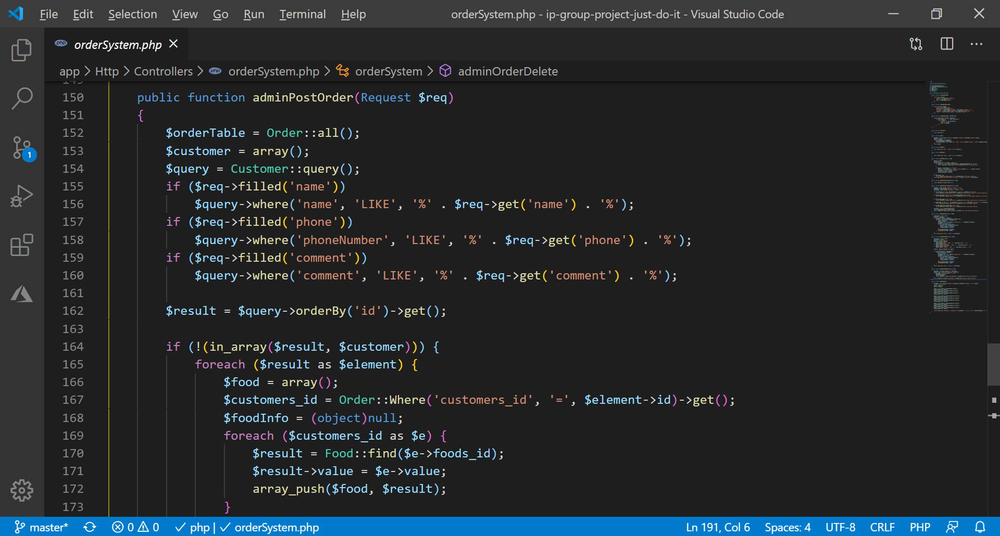 File Edit Selection View Go Run Terminal Help orderSystem.php - ip-group-project-just-do-it - Visual Studio Code
php orderSystem.php
app > Http > Controllers > php orderSystem.php > orderSystem > adminOrderDelete
149
150 public function adminPostOrder(Request $req)
151 {
152 $orderTable = Order::all();
153 $customer = array();
154 $query = Customer::query();
155 if ($req->filled('name'))
156 $query->where('name', 'LIKE', '%' . $req->get('name') . '%');
157 if ($req->filled('phone'))
158 $query->where('phoneNumber', 'LIKE', '%' . $req->get('phone') . '%');
159 if ($req->filled('comment'))
160 $query->where('comment', 'LIKE', '%' . $req->get('comment') . '%');
161
162 $result = $query->orderBy('id')->get();
163
164 if (!(in_array($result, $customer))) {
165 foreach ($result as $element) {
166 $food = array();
167 $customers_id = Order::Where('customers_id', '=', $element->id)->get();
168 $foodInfo = (object)null;
169 foreach ($customers_id as $e) {
170 $result = Food::find($e->foods_id);
171 $result->value = $e->value;
172 array_push($food, $result);
173 }
1
master* 0 0 php | orderSystem.php Ln 191, Col 6 Spaces: 4 UTF-8 CRLF PHP